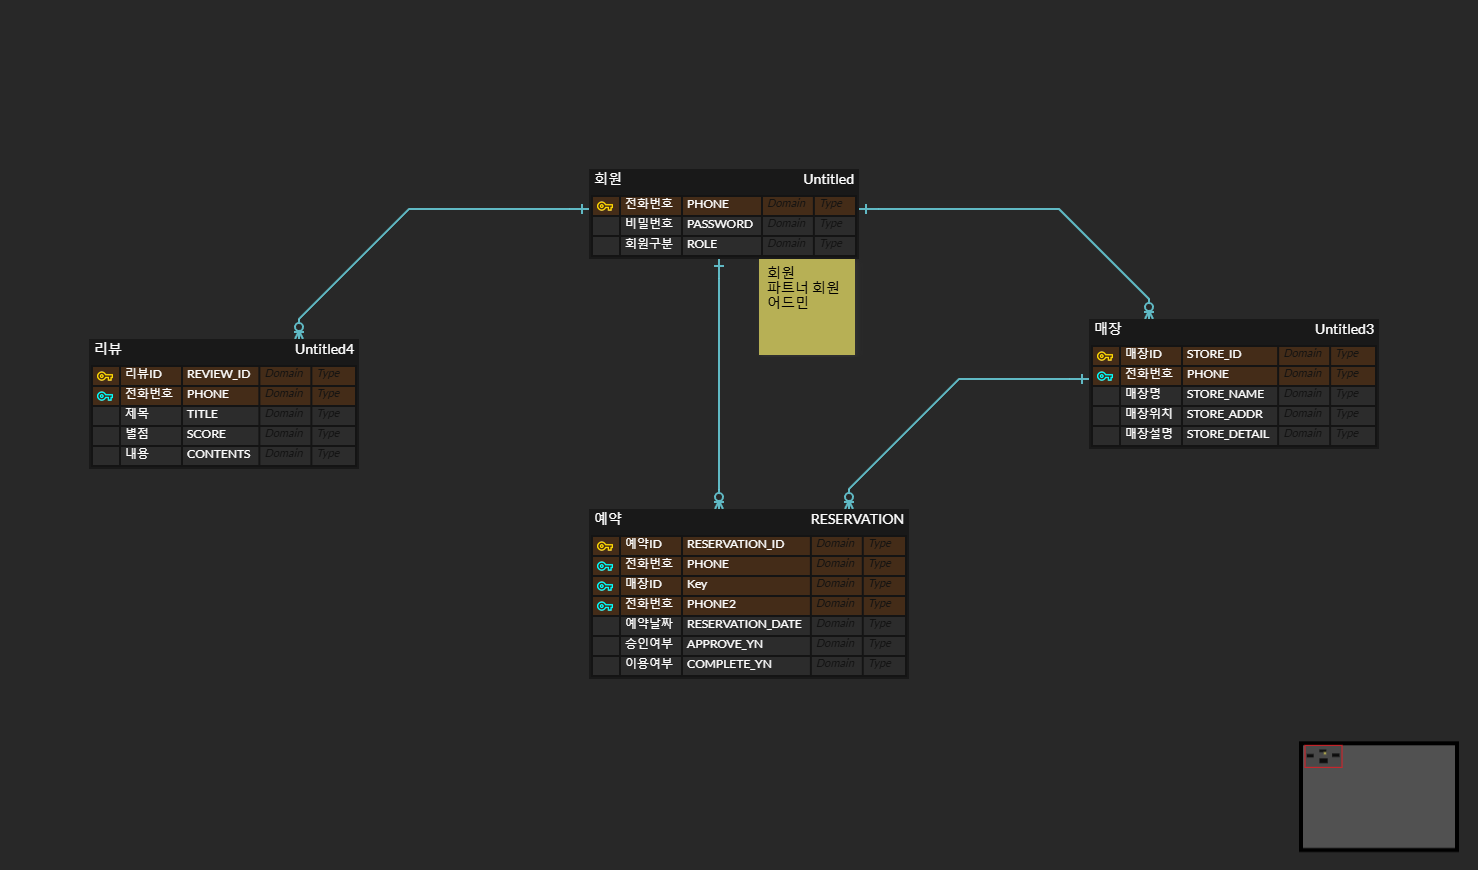 회원 Untitled
전화번호 PHONE Domain Type
비밀번호 PASSWORD Domain Type
회원구분 ROLE Domain Type
회원
파트너 회원
어드민
리뷰 Untitled4
리뷰ID REVIEW_ID Domain Type
전화번호 PHONE Domain Type
제목 TITLE Domain Type
별점 SCORE Domain Type
내용 CONTENTS Domain Type
매장 Untitled3
매장ID STORE_ID Domain Type
전화번호 PHONE Domain Type
매장명 STORE_NAME Domain Type
매장위치 STORE_ADDR Domain Type
매장설명 STORE_DETAIL Domain Type
예약 RESERVATION
예약ID RESERVATION_ID Domain Type
전화번호 PHONE Domain Type
매장ID Key Domain Type
전화번호 PHONE2 Domain Type
예약날짜 RESERVATION_DATE Domain Type
승인여부 APPROVE_YN Domain Type
이용여부 COMPLETE_YN Domain Type